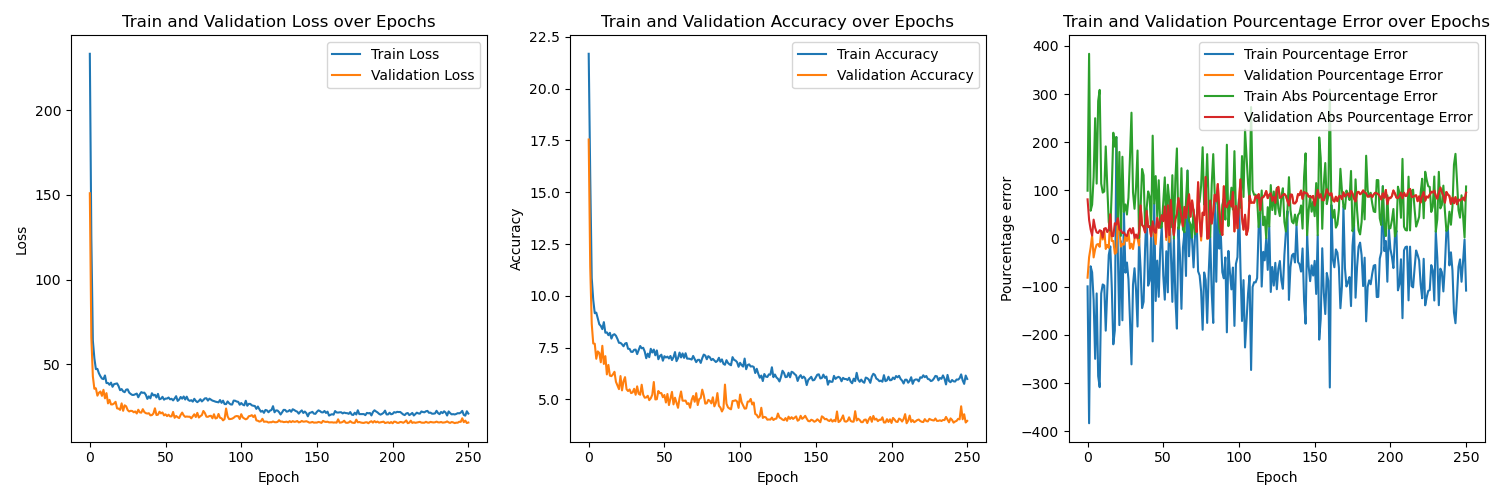 Train and Validation Loss over Epochs
Train Loss
Validation Loss
Loss
200
150
100
50
0
50
100
150
200
250
Epoch
Train and Validation Accuracy over Epochs
Train Accuracy
Validation Accuracy
Accuracy
22.5
20.0
17.5
15.0
12.5
10.0
7.5
5.0
0
50
100
150
200
250
Epoch
Train and Validation Pourcentage Error over Epochs
Train Pourcentage Error
Validation Pourcentage Error
Train Abs Pourcentage Error
Validation Abs Pourcentage Error
Pourcentage error
400
300
200
100
0
−100
−200
−300
−400
0
50
100
150
200
250
Epoch